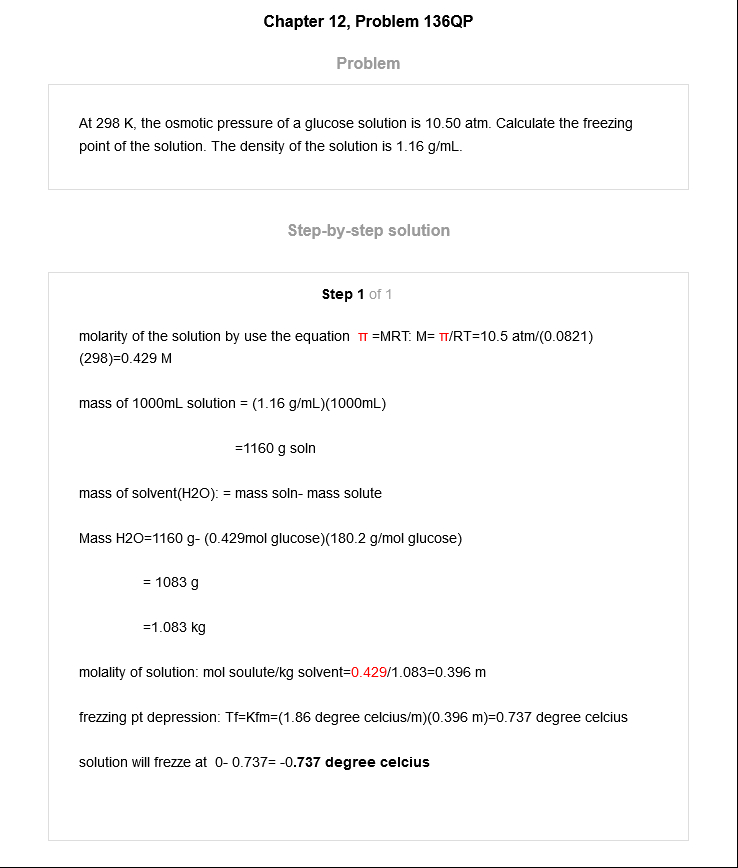 Chapter 12, Problem 136QP
Problem
At 298 K, the osmotic pressure of a glucose solution is 10.50 atm. Calculate the freezing
point of the solution. The density of the solution is 1.16 g/mL.
Step-by-step solution
Step 1 of 1
molarity of the solution by use the equation π =MRT: M= π/RT=10.5 atm/(0.0821)
(298)=0.429 M
mass of 1000mL solution = (1.16 g/mL)(1000mL)
=1160 g soln
mass of solvent(H2O): = mass soln- mass solute
Mass H2O=1160 g- (0.429mol glucose)(180.2 g/mol glucose)
= 1083 g
=1.083 kg
molality of solution: mol soulute/kg solvent=0.429/1.083=0.396 m
frezzing pt depression: Tf=Kfm=(1.86 degree celcius/m)(0.396 m)=0.737 degree celcius
solution will frezze at 0- 0.737= -0.737 degree celcius